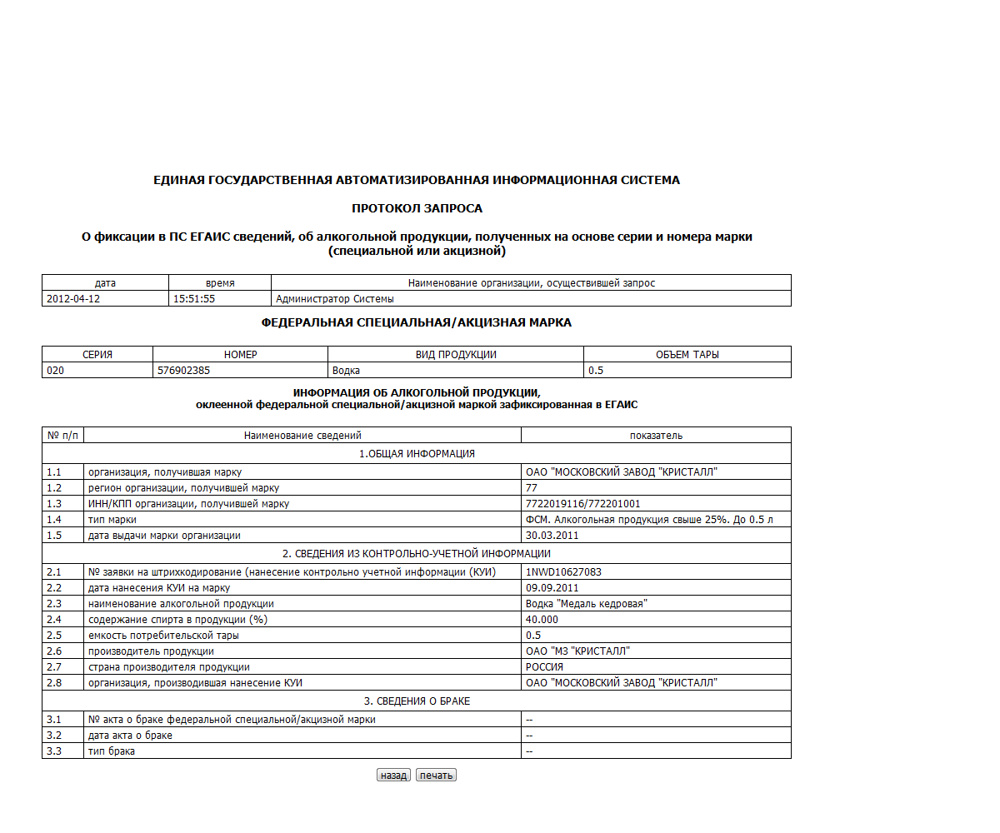 ЕДИНАЯ ГОСУДАРСТВЕННАЯ АВТОМАТИЗИРОВАННАЯ ИНФОРМАЦИОННАЯ СИСТЕМА
ПРОТОКОЛ ЗАПРОСА
О фиксации в ПС ЕГАИС сведений, об алкогольной продукции, полученных на основе серии и номера марки
(специальной или акцизной)
дата время Наименование организации, осуществившей запрос
2012-04-12 15:51:55 Администратор Системы
ФЕДЕРАЛЬНАЯ СПЕЦИАЛЬНАЯ/АКЦИЗНАЯ МАРКА
СЕРИЯ НОМЕР ВИД ПРОДУКЦИИ ОБЪЕМ ТАРЫ
020 576902385 Водка 0.5
ИНФОРМАЦИЯ ОБ АЛКОГОЛЬНОЙ ПРОДУКЦИИ,
оклеенной федеральной специальной/акцизной маркой зафиксированная в ЕГАИС
№ п/п Наименование сведений показатель
1.ОБЩАЯ ИНФОРМАЦИЯ
1.1 организация, получившая марку ОАО "МОСКОВСКИЙ ЗАВОД "КРИСТАЛЛ"
1.2 регион организации, получившей марку 77
1.3 ИНН/КПП организации, получившей марку 7722019116/772201001
1.4 тип марки ФСМ. Алкогольная продукция свыше 25%. До 0.5 л
1.5 дата выдачи марки организации 30.03.2011
2. СВЕДЕНИЯ ИЗ КОНТРОЛЬНО-УЧЕТНОЙ ИНФОРМАЦИИ
2.1 № заявки на штрихкодирование (нанесение контрольно учетной информации (КУИ) 1NWD10627083
2.2 дата нанесения КУИ на марку 09.09.2011
2.3 наименование алкогольной продукции Водка "Медаль кедровая"
2.4 содержание спирта в продукции (%) 40.000
2.5 емкость потребительской тары 0.5
2.6 производитель продукции ОАО "МЗ "КРИСТАЛЛ"
2.7 страна производителя продукции РОССИЯ
2.8 организация, производившая нанесение КУИ ОАО "МОСКОВСКИЙ ЗАВОД "КРИСТАЛЛ"
3. СВЕДЕНИЯ О БРАКЕ
3.1 № акта о браке федеральной специальной/акцизной марки --
3.2 дата акта о браке --
3.3 тип брака --
назад печать